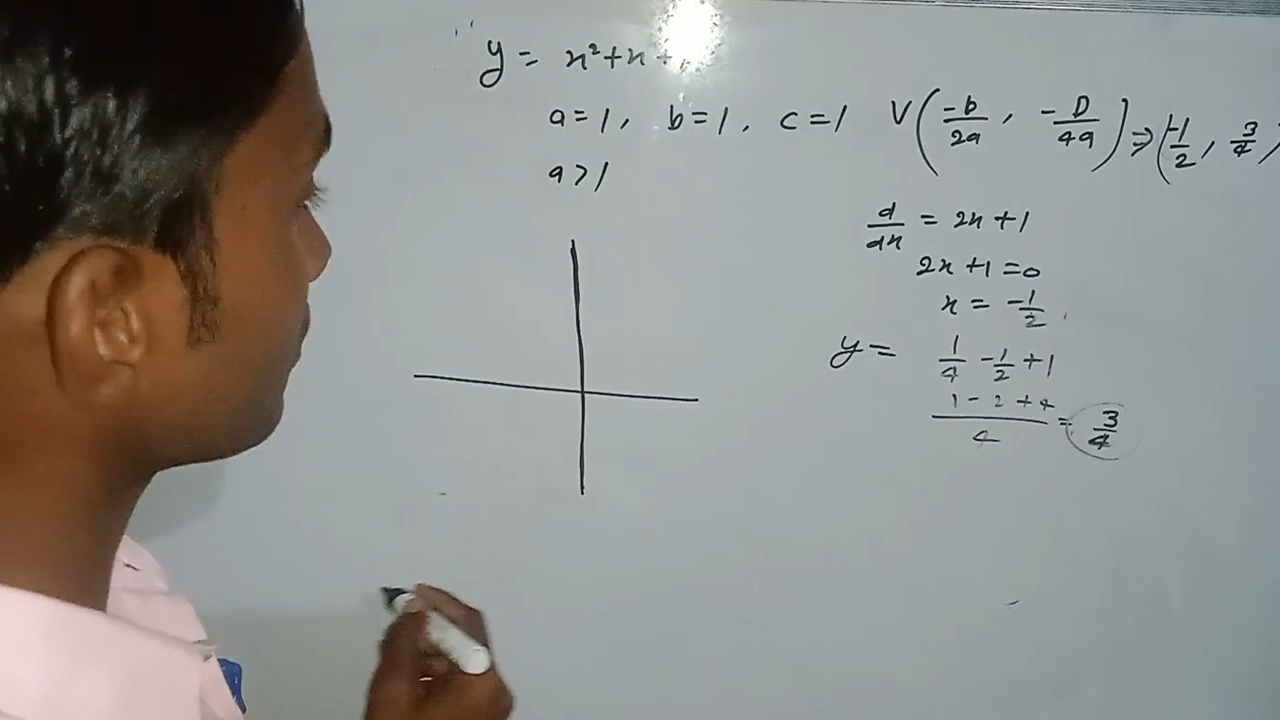 y = x² + x +
a = 1, b = 1, c = 1 V(-b/2a, -D/4a) ⇒ (-1/2, 3/4)
a > 1
d/dx = 2x + 1
2x + 1 = 0
x = -1/2
y = 1/4 - 1/2 + 1
(1 - 2 + 4)/4 = 3/4